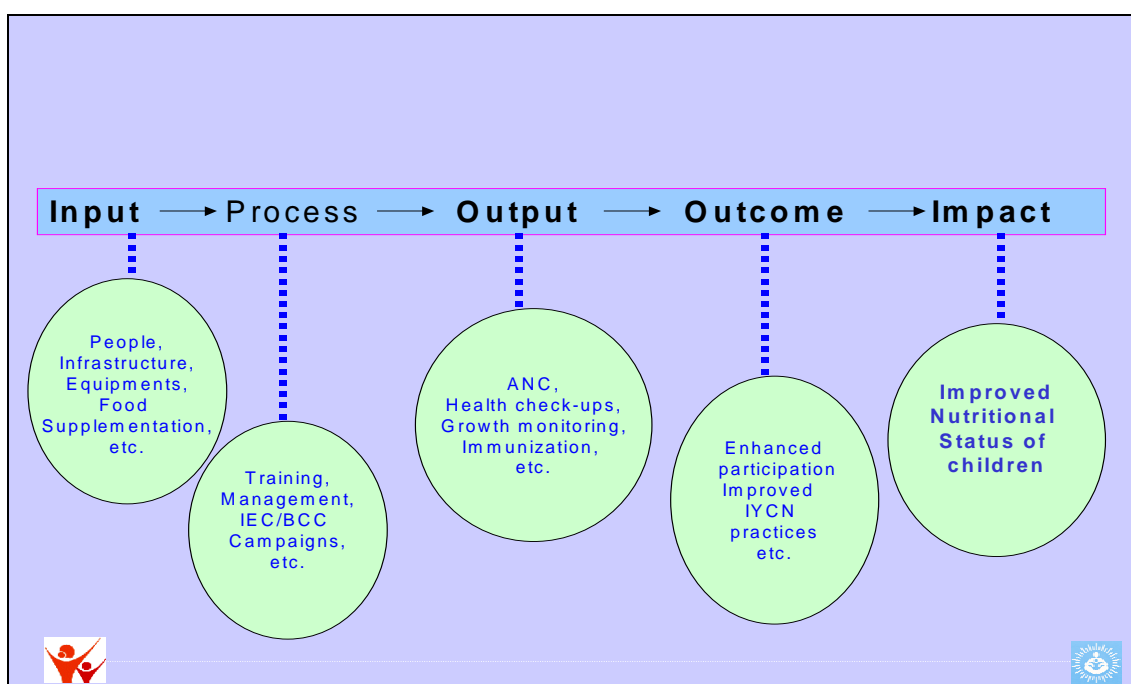 Input Process Output Outcome Impact
People,
Infrastructure,
Equipments,
Food
Supplementation,
etc.
Training,
Management,
IEC/BCC
Campaigns,
etc.
ANC,
Health check-ups,
Growth monitoring,
Immunization,
etc.
Enhanced
participation
Improved
IYCN
practices
etc.
Improved
Nutritional
Status of
children